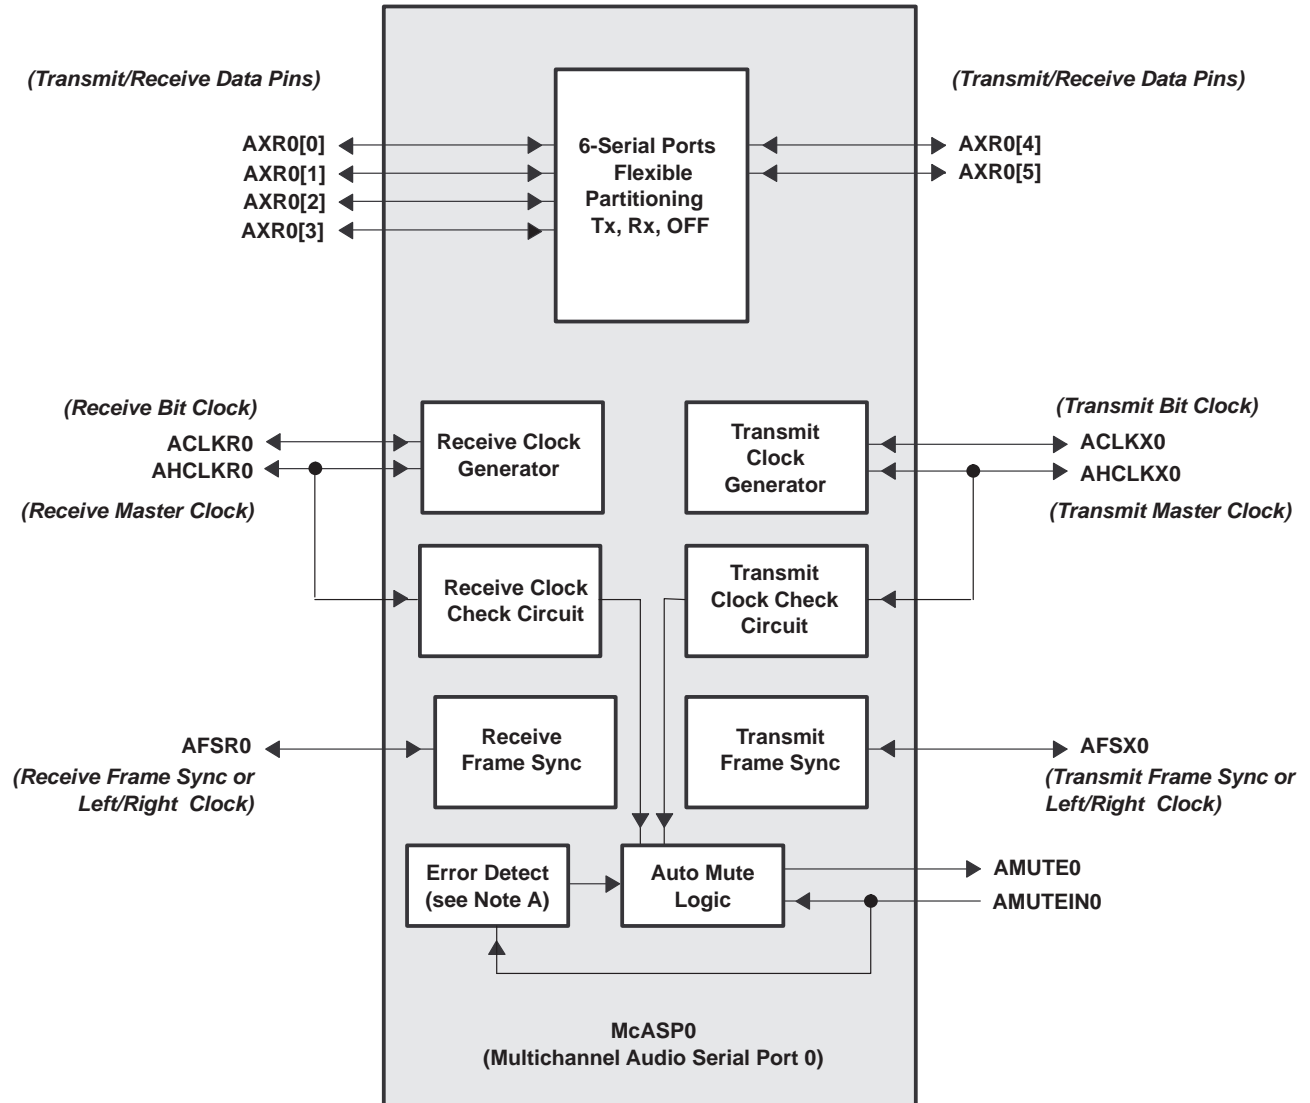 (Transmit/Receive Data Pins)
(Transmit/Receive Data Pins)
AXR0[0]
AXR0[1]
AXR0[2]
AXR0[3]
6-Serial Ports
Flexible
Partitioning
Tx, Rx, OFF
AXR0[4]
AXR0[5]
(Receive Bit Clock)
ACLKR0
AHCLKR0
(Receive Master Clock)
Receive Clock
Generator
Transmit
Clock
Generator
(Transmit Bit Clock)
ACLKX0
AHCLKX0
(Transmit Master Clock)
Receive Clock
Check Circuit
Transmit
Clock Check
Circuit
AFSR0
(Receive Frame Sync or
Left/Right Clock)
Receive
Frame Sync
Transmit
Frame Sync
AFSX0
(Transmit Frame Sync or
Left/Right Clock)
Error Detect
(see Note A)
Auto Mute
Logic
AMUTE0
AMUTEIN0
McASP0
(Multichannel Audio Serial Port 0)